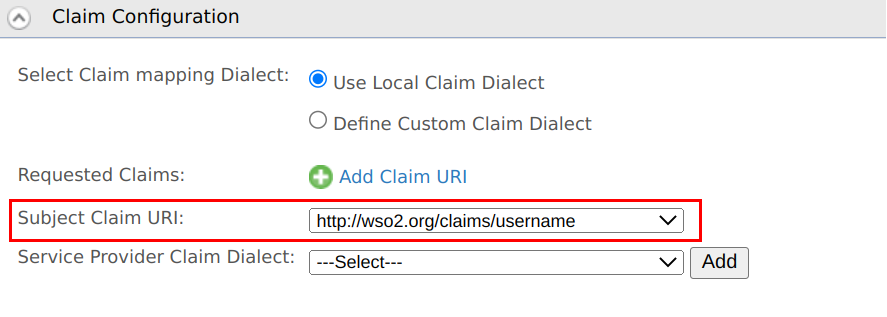 Claim Configuration
Select Claim mapping Dialect: Use Local Claim Dialect
Define Custom Claim Dialect
Requested Claims: Add Claim URI
Subject Claim URI: http://wso2.org/claims/username
Service Provider Claim Dialect: ---Select--- Add